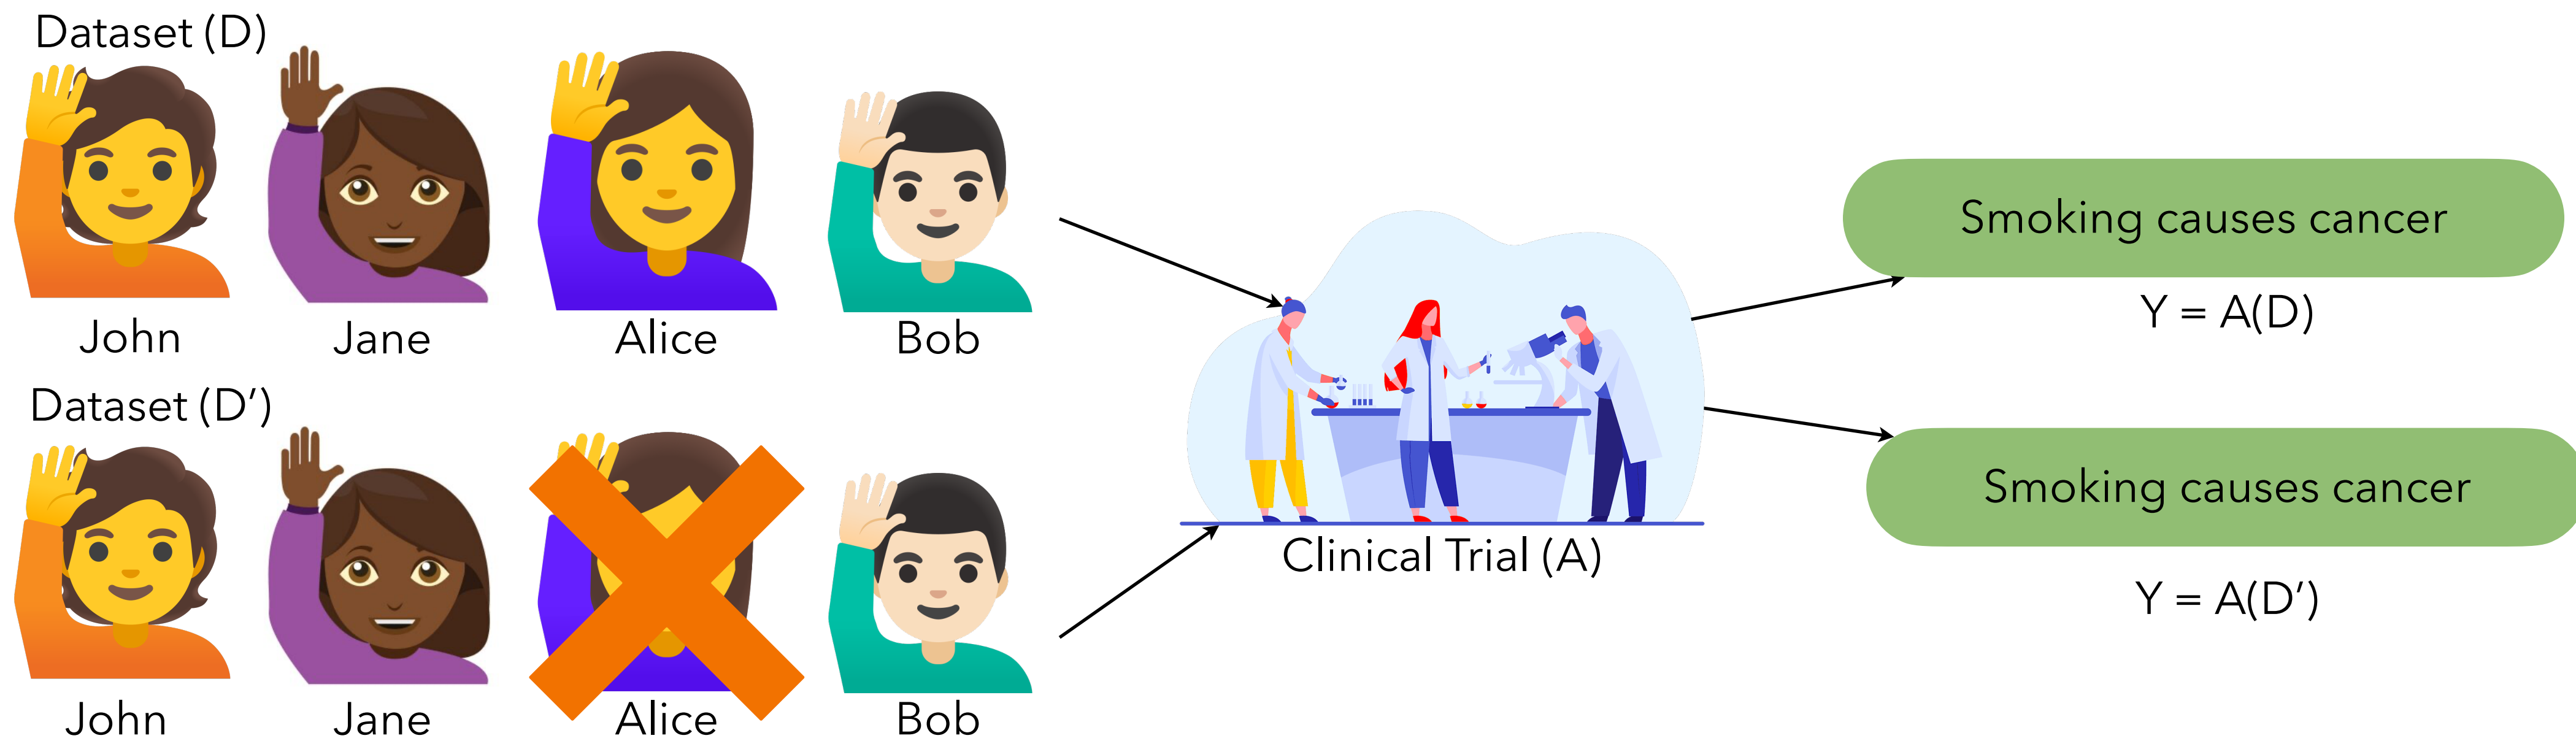 Dataset (D)
John
Jane
Alice
Bob
Dataset (D’)
John
Jane
Alice
Bob
Clinical Trial (A)
Smoking causes cancer
Y = A(D)
Smoking causes cancer
Y = A(D’)